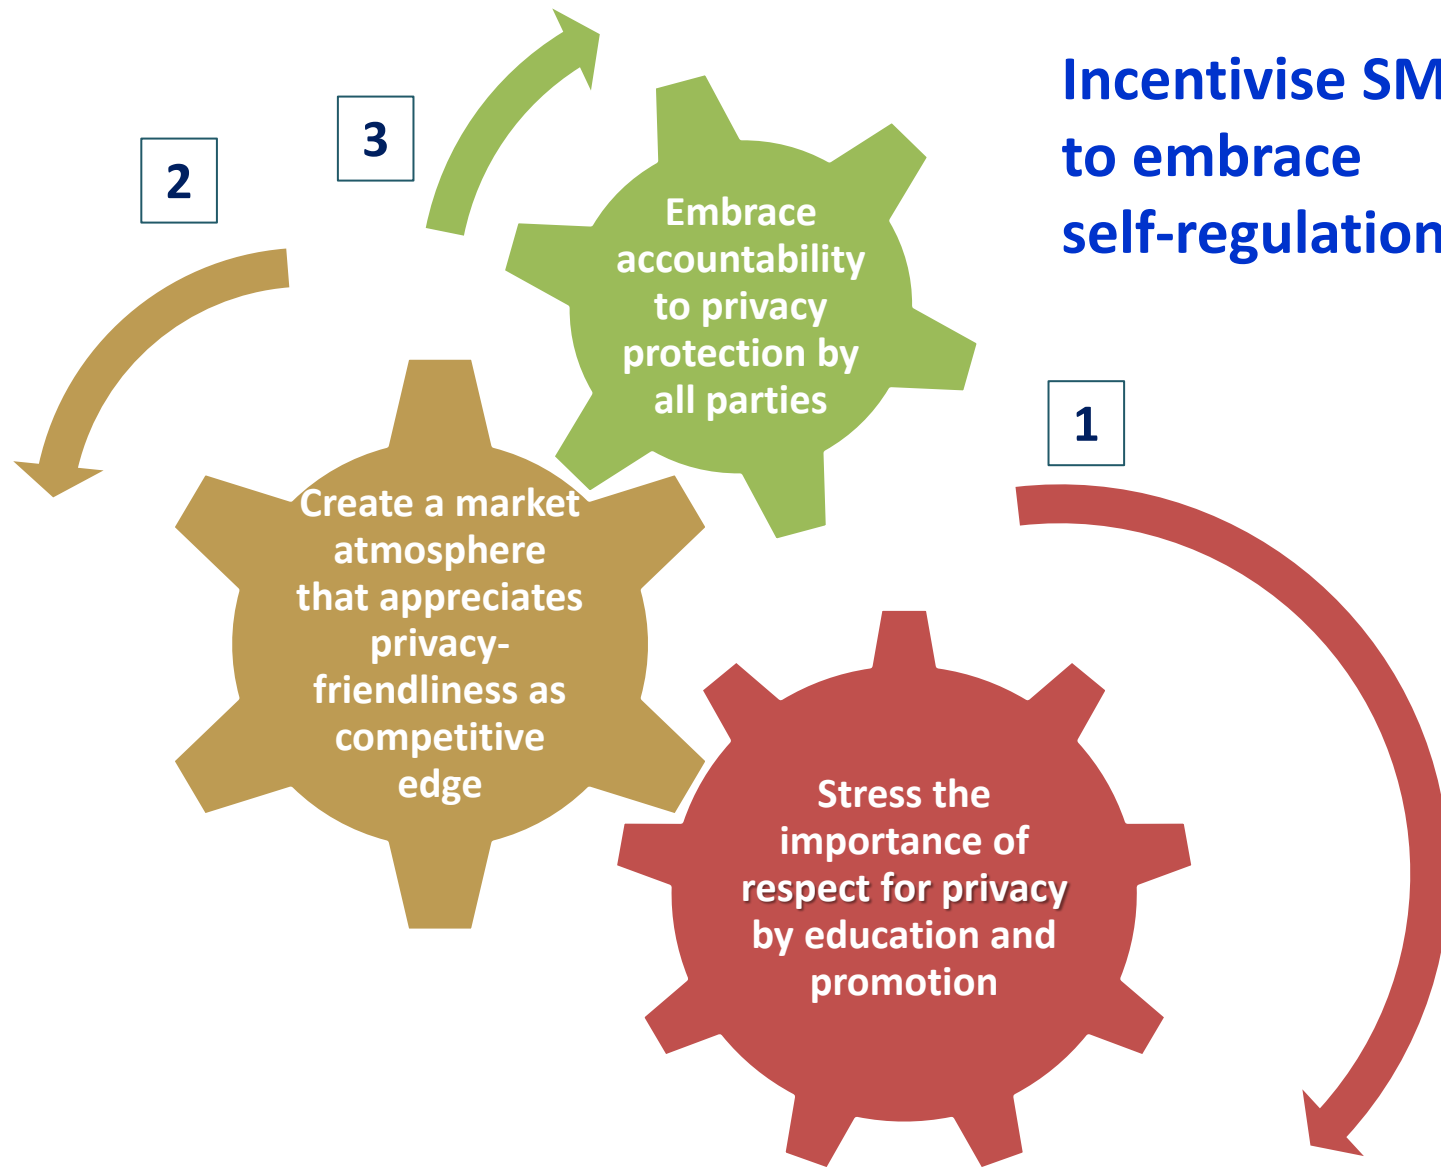 Incentivise SM
to embrace
self-regulation
3
2
Embrace
accountability
to privacy
protection by
all parties
1
Create a market
atmosphere
that appreciates
privacy-
friendliness as
competitive
edge
Stress the
importance of
respect for privacy
by education and
promotion